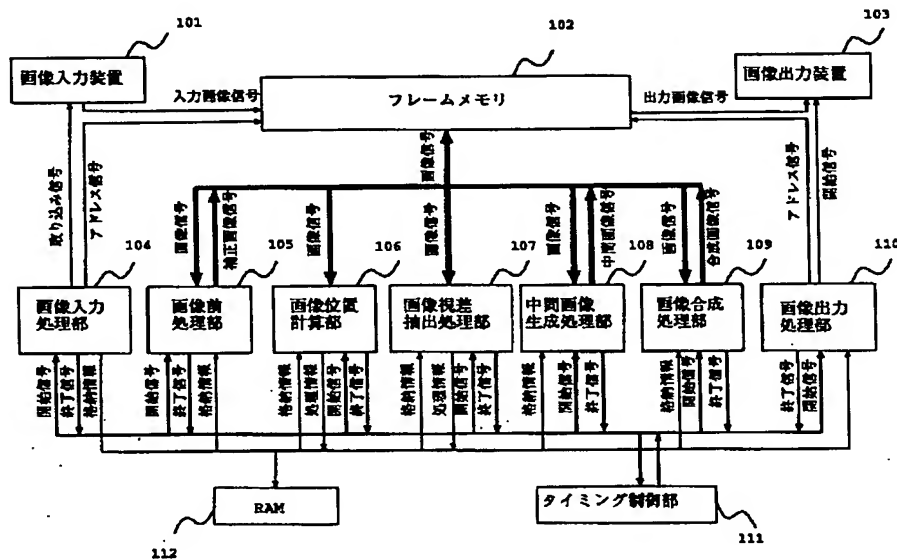 101
102
103
画像入力装置
フレームメモリ
画像出力装置
入力画像信号
出力画像信号
取り込み信号
アドレス信号
画像信号
アドレス信号
開始信号
画像信号
補正画像信号
画像信号
画像信号
画像信号
中間画像信号
画像信号
合成画像信号
104
105
106
107
108
109
110
画像入力
処理部
画像前
処理部
画像位置
計算部
画像視差
抽出処理部
中間画像
生成処理部
画像合成
処理部
画像出力
処理部
開始信号
終了信号
格納情報
開始信号
終了信号
格納情報
格納情報
処理情報
開始信号
終了信号
格納情報
処理情報
開始信号
終了信号
格納情報
開始信号
終了信号
格納情報
開始信号
終了信号
終了信号
開始信号
RAM
タイミング制御部
112
111